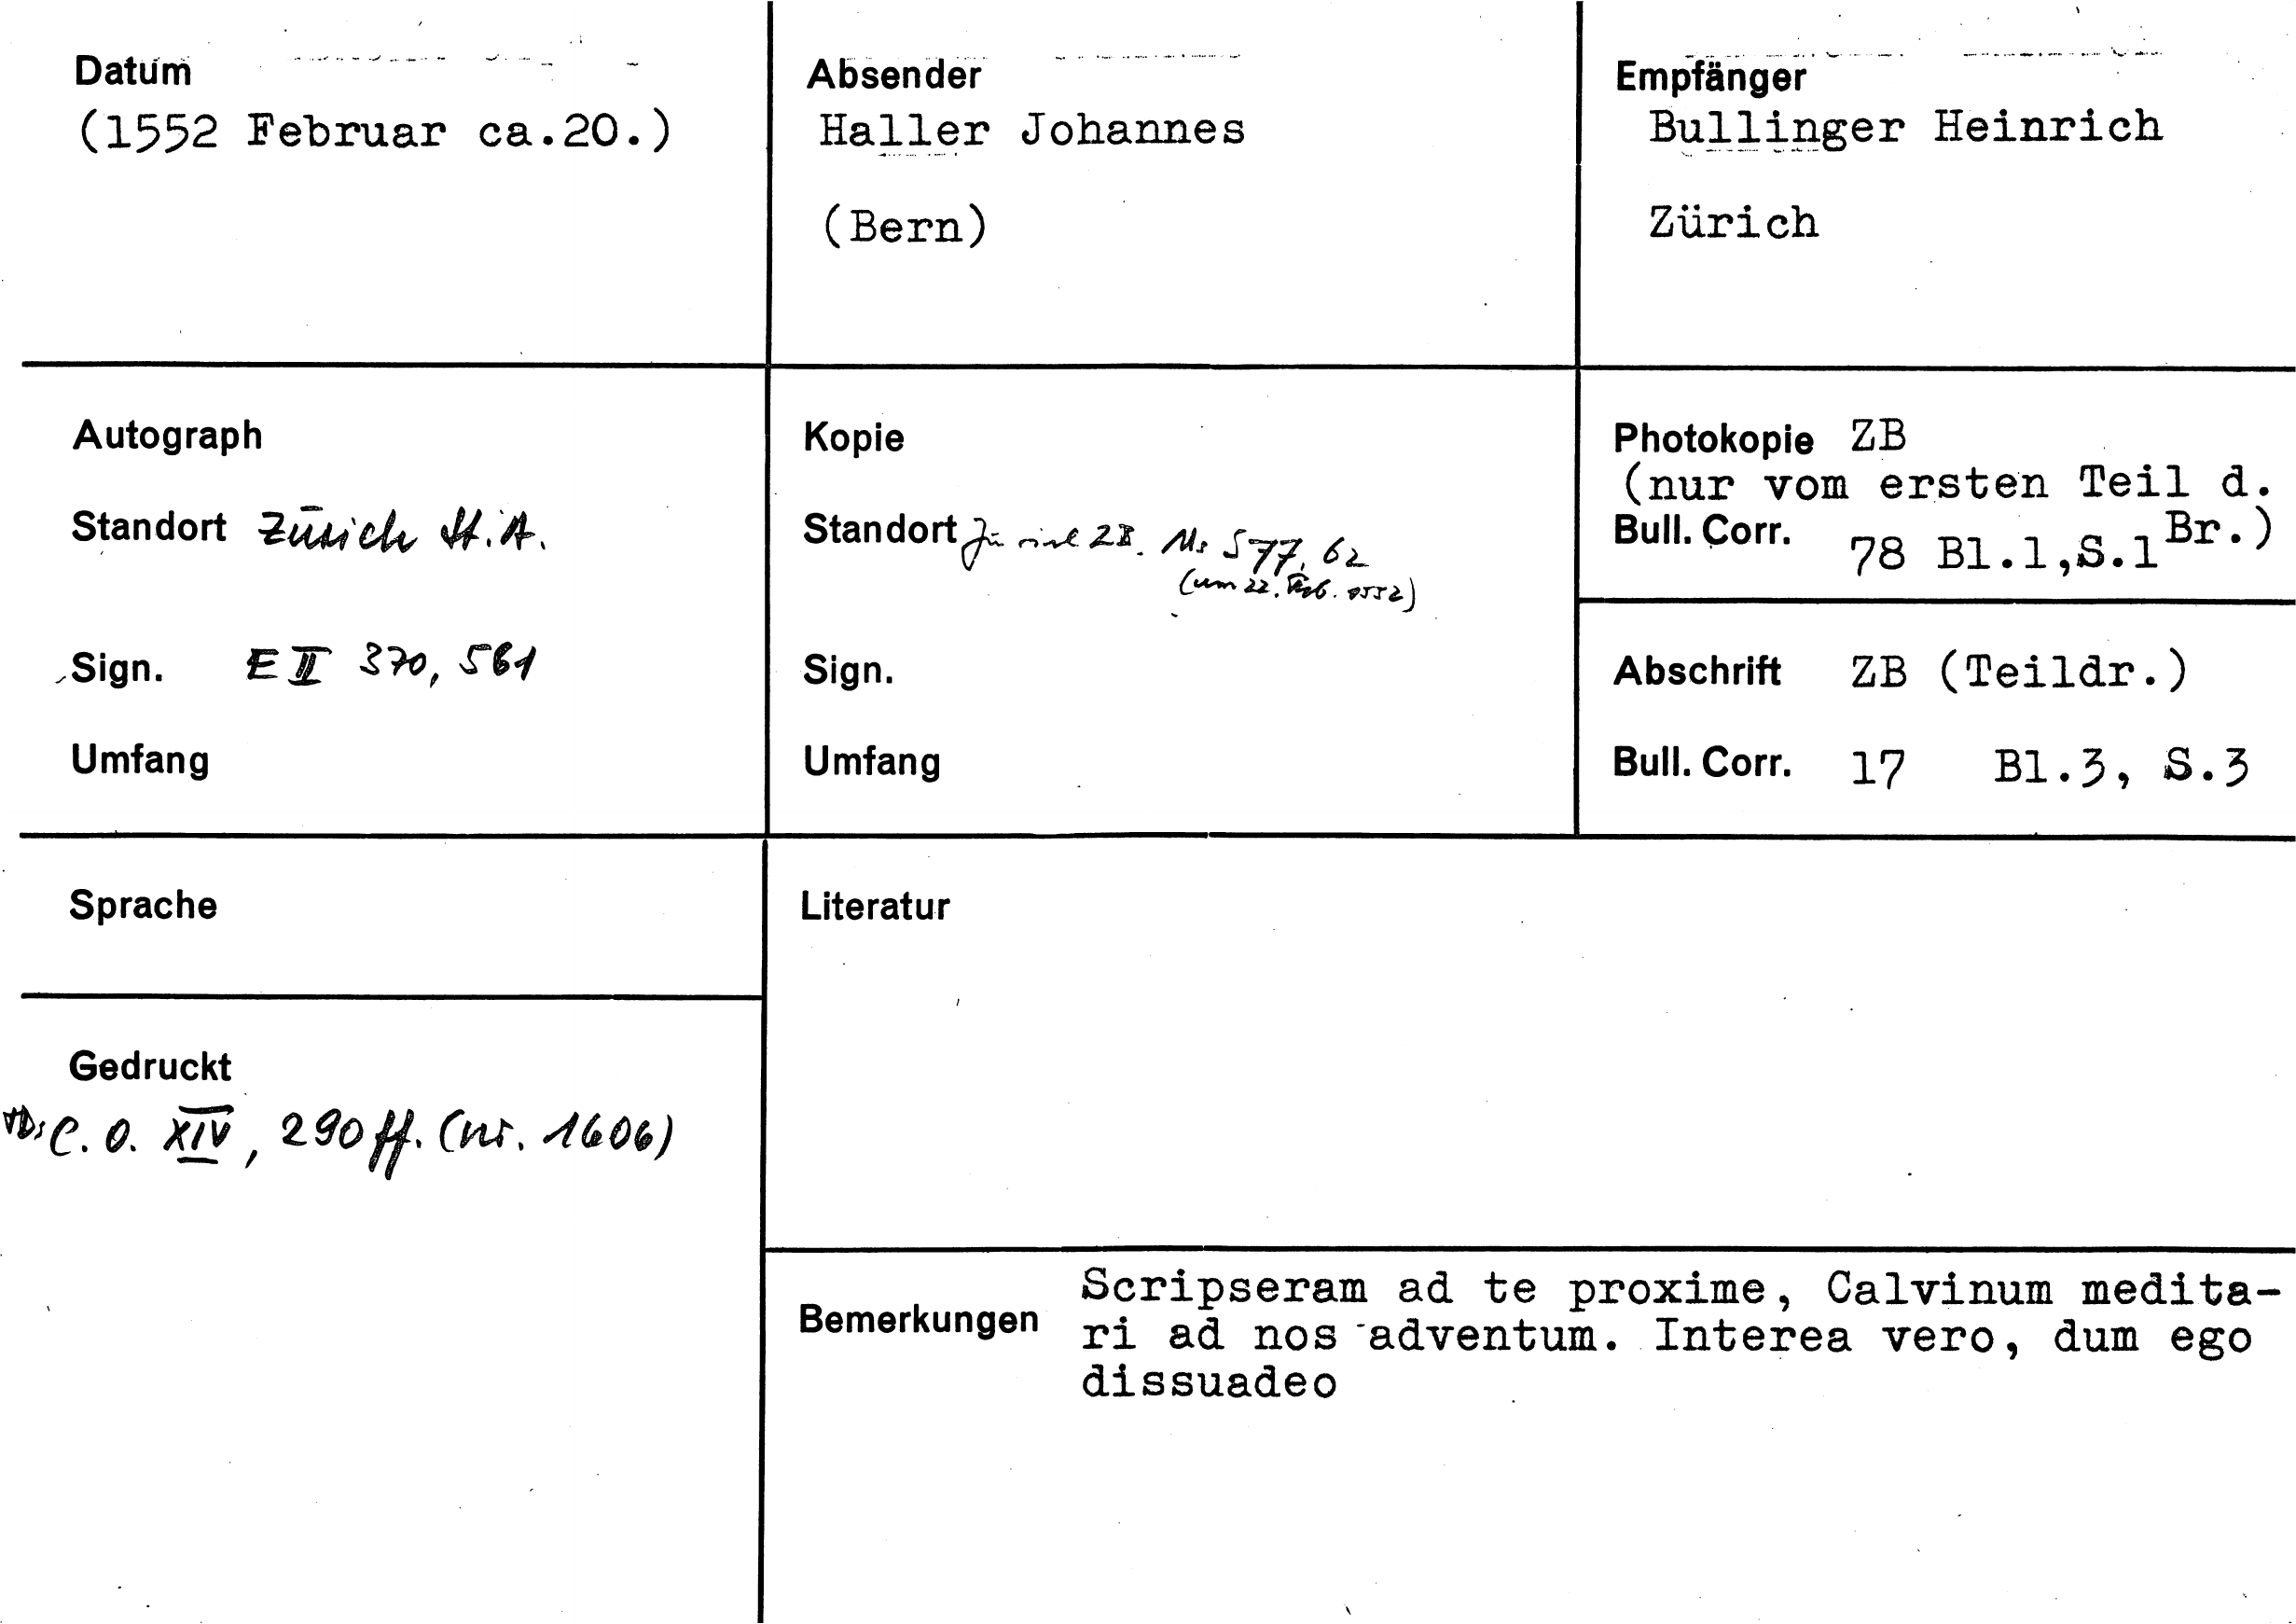 Datum
(1552 Februar ca.20.)
Absender
Haller Johannes
(Bern)
Empfänger
Bullinger Heinrich
Zürich
Autograph
Standort Zürich St.A.
Sign. E II 370, 561
Umfang
Kopie
Standort Zürich ZB. Ms S 77, 62
(um 22. Feb. 1552)
Sign.
Umfang
Photokopie ZB
(nur vom ersten Teil d.
Br.)
Bull. Corr. 78 Bl.1,S.1
Abschrift ZB (Teildr.)
Bull. Corr. 17 Bl.3, S.3
Sprache
Literatur
Gedruckt
C. O. XIV, 290 ff. (nr. 1606)
Bemerkungen
Scripseram ad te proxime, Calvinum medita-
ri ad nos adventum. Interea vero, dum ego
dissuadeo